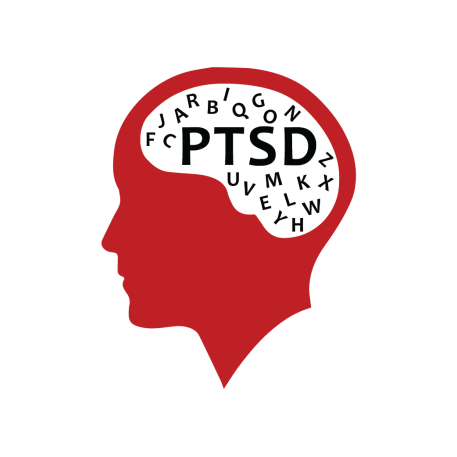 F C J A R B I Q G O N
PTSD
Z X
U V M K
E L W
Y H